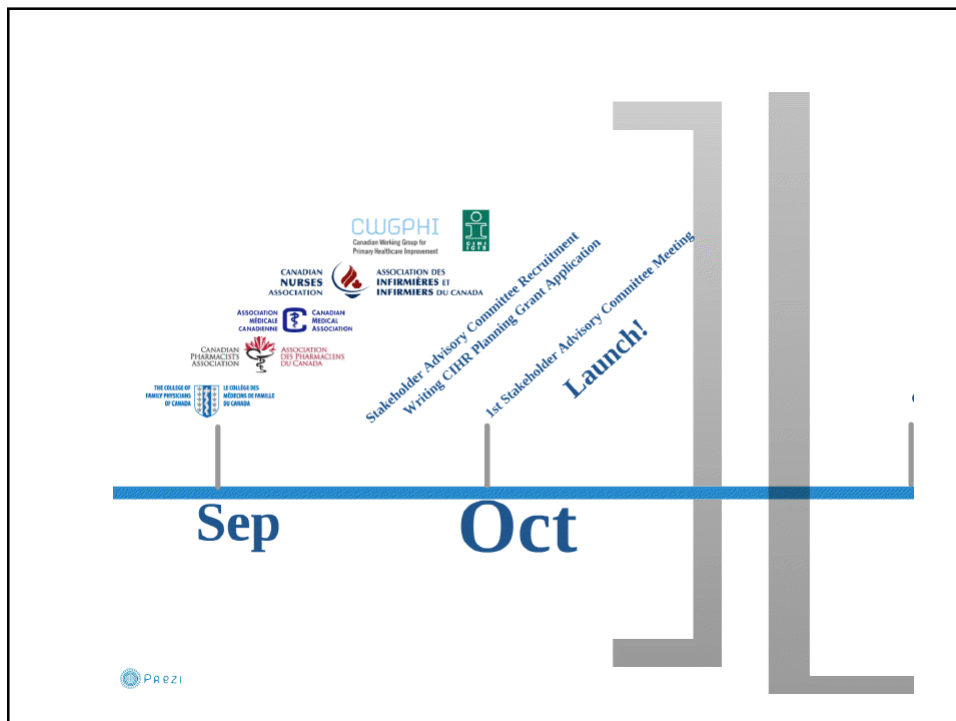 CWGPHI
Canadian Working Group for
Primary Healthcare Improvement
CIHI
ICIS
CANADIAN
NURSES
ASSOCIATION
ASSOCIATION DES
INFIRMIÈRES ET
INFIRMIERS DU CANADA
ASSOCIATION
MÉDICALE
CANADIENNE
CANADIAN
MEDICAL
ASSOCIATION
CANADIAN
PHARMACISTS
ASSOCIATION
ASSOCIATION
DES PHARMACIENS
DU CANADA
THE COLLEGE OF
FAMILY PHYSICIANS
OF CANADA
LE COLLÈGE DES
MÉDECINS DE FAMILLE
DU CANADA
Stakeholder Advisory Committee Recruitment
Writing CIHR Planning Grant Application
1st Stakeholder Advisory Committee Meeting
Launch!
Sep
Oct
PREZI